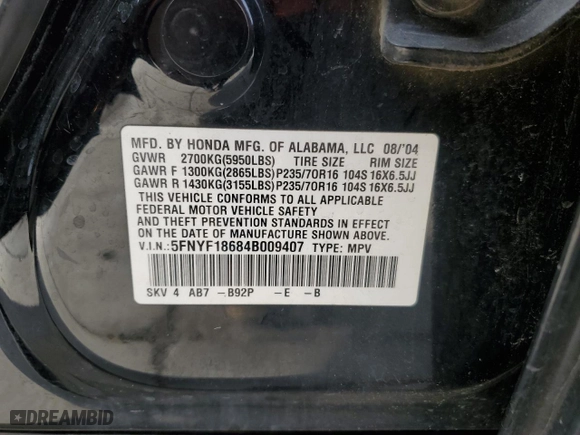 MFD. BY HONDA MFG. OF ALABAMA, LLC 08/'04
GVWR 2700KG(5950LBS) TIRE SIZE RIM SIZE
GAWR F 1300KG(2865LBS)P235/70R16 104S 16X6.5JJ
GAWR R 1430KG(3155LBS)P235/70R16 104S 16X6.5JJ
THIS VEHICLE CONFORMS TO ALL APPLICABLE
FEDERAL MOTOR VEHICLE SAFETY
AND THEFT PREVENTION STANDARDS IN EFFECT
ON THE DATE OF MANUFACTURE SHOWN ABOVE.
V.I.N.:5FNYF18684B009407 TYPE: MPV
SKV 4 AB7 -B92P -E -B
DREAMBID